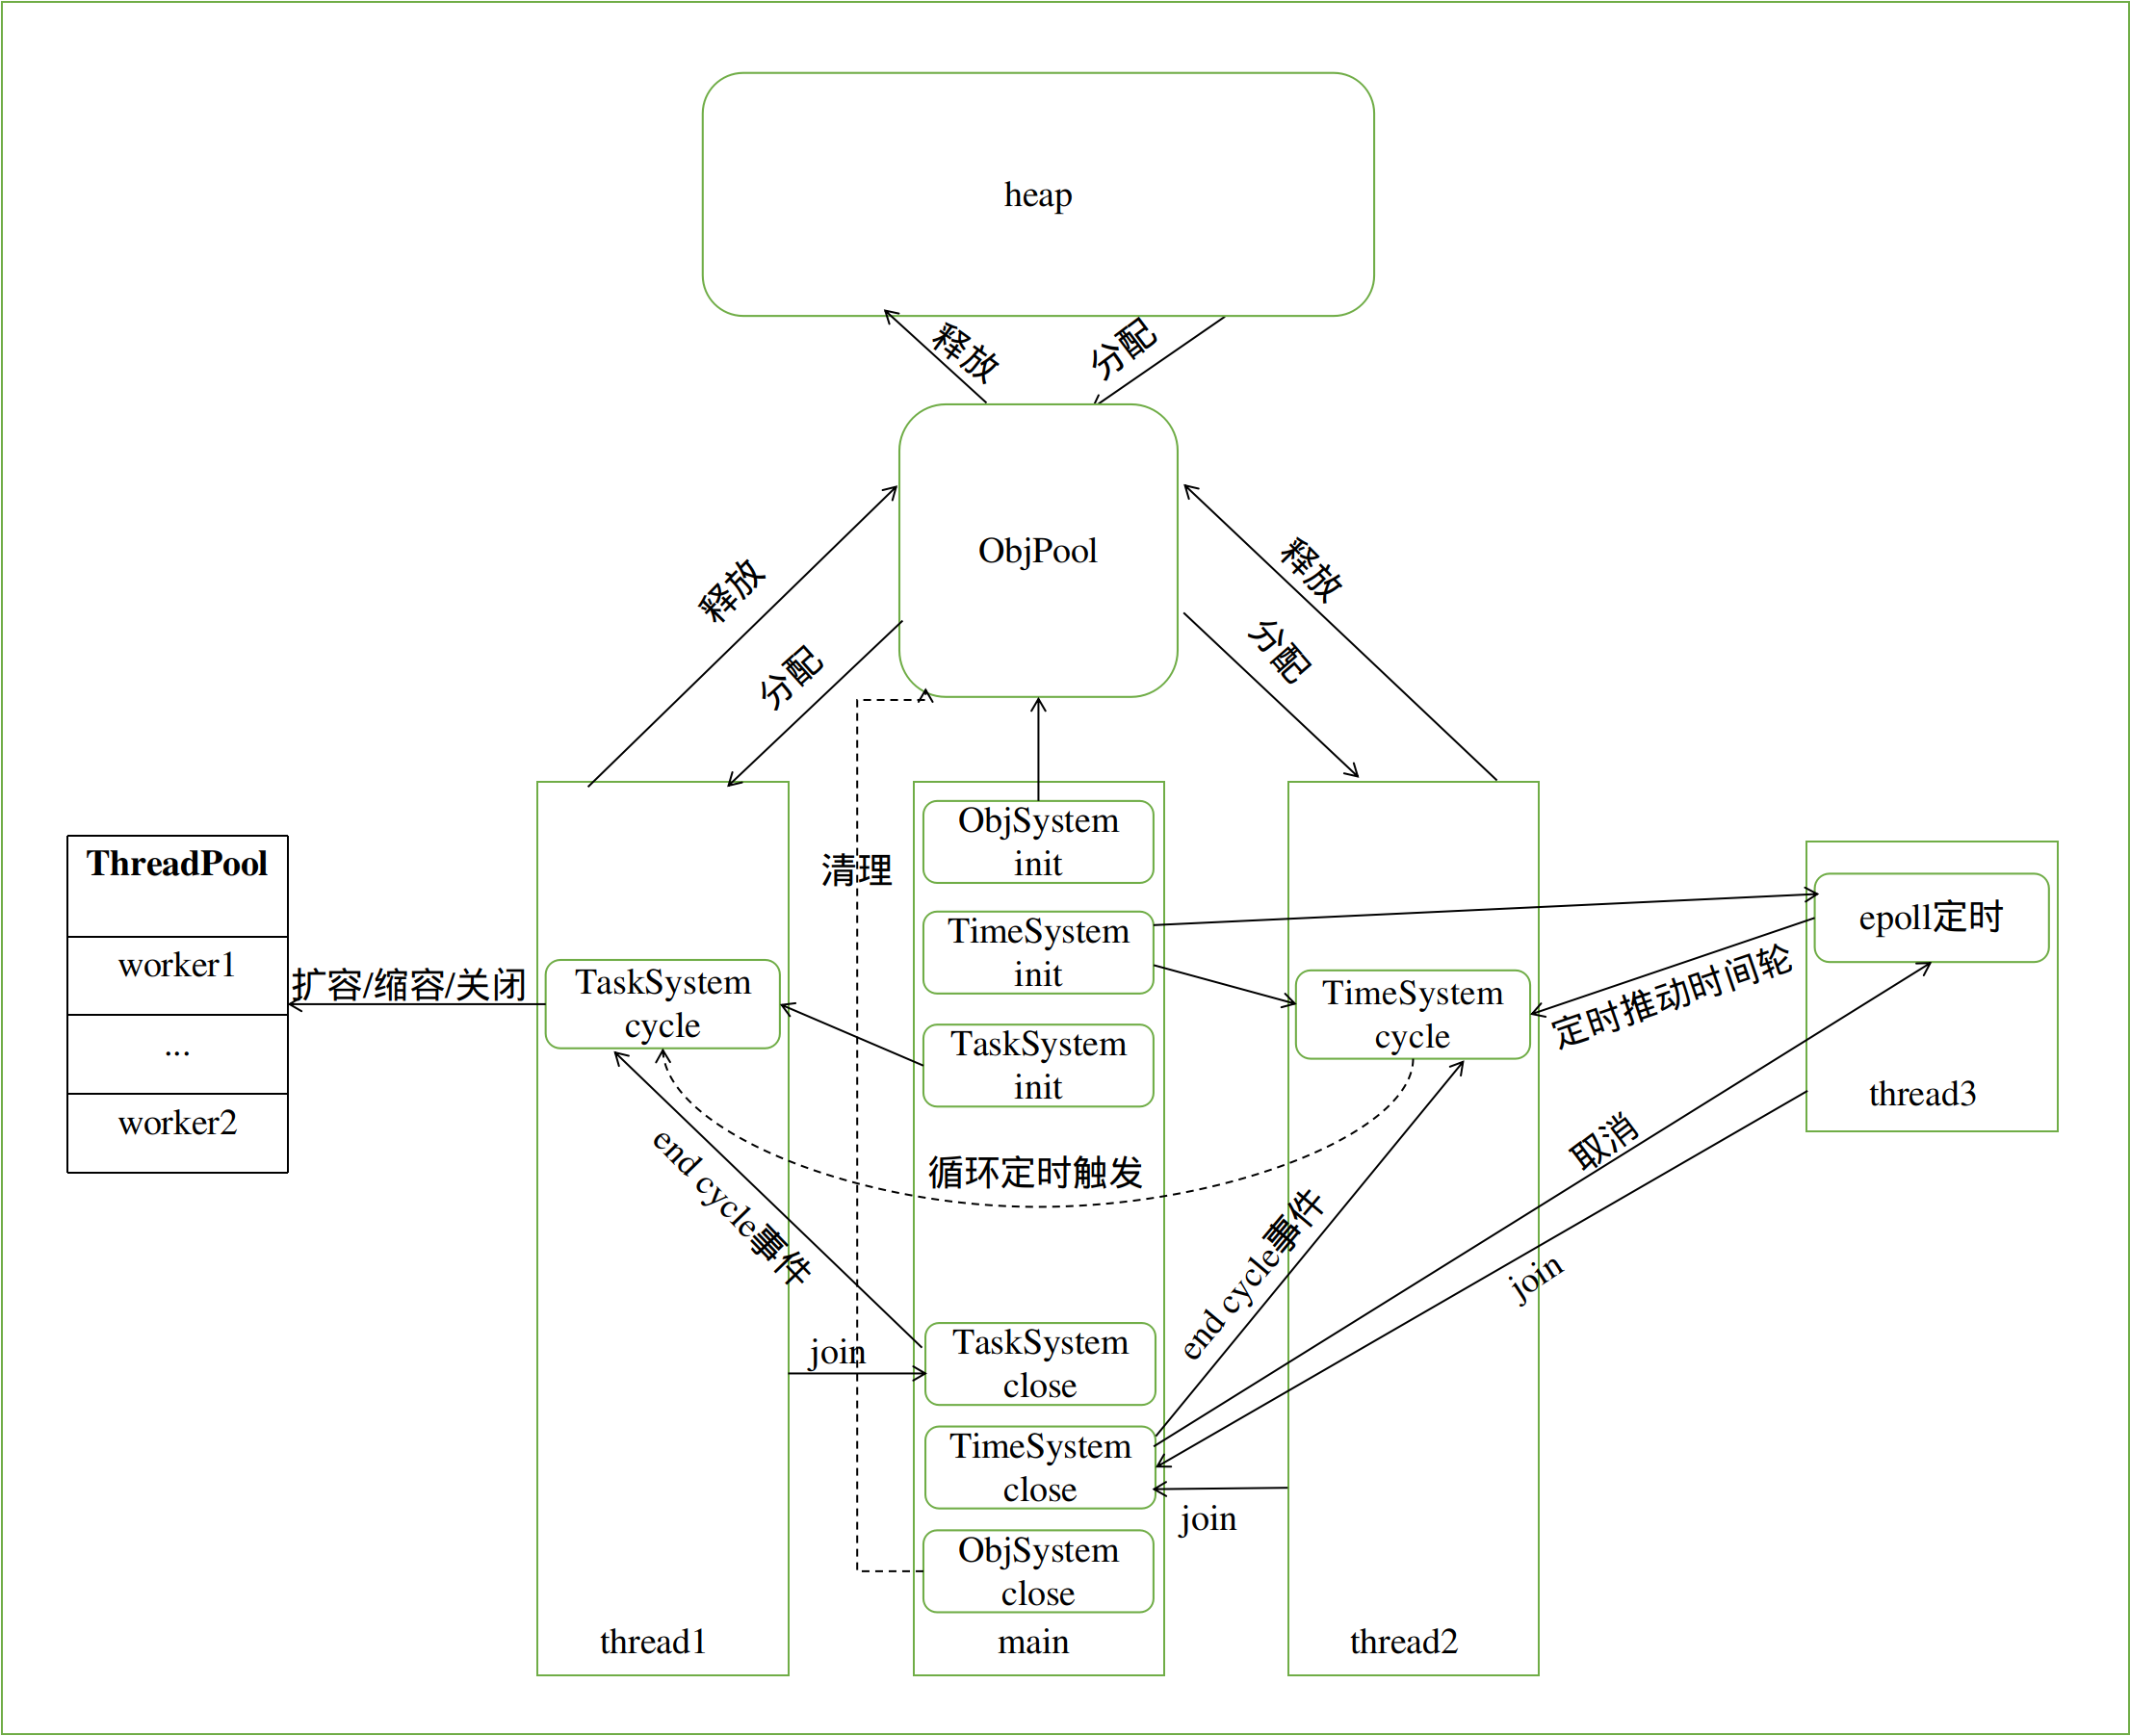 heap
释放
分配
ObjPool
释放
分配
释放
分配
清理
ObjSystem
init
TimeSystem
init
TaskSystem
init
ThreadPool
worker1
...
worker2
扩容/缩容/关闭
TaskSystem
cycle
TimeSystem
cycle
epoll定时
定时推动时间轮
thread3
取消
join
循环定时触发
end cycle事件
end cycle事件
join
TaskSystem
close
TimeSystem
close
join
ObjSystem
close
thread1
main
thread2